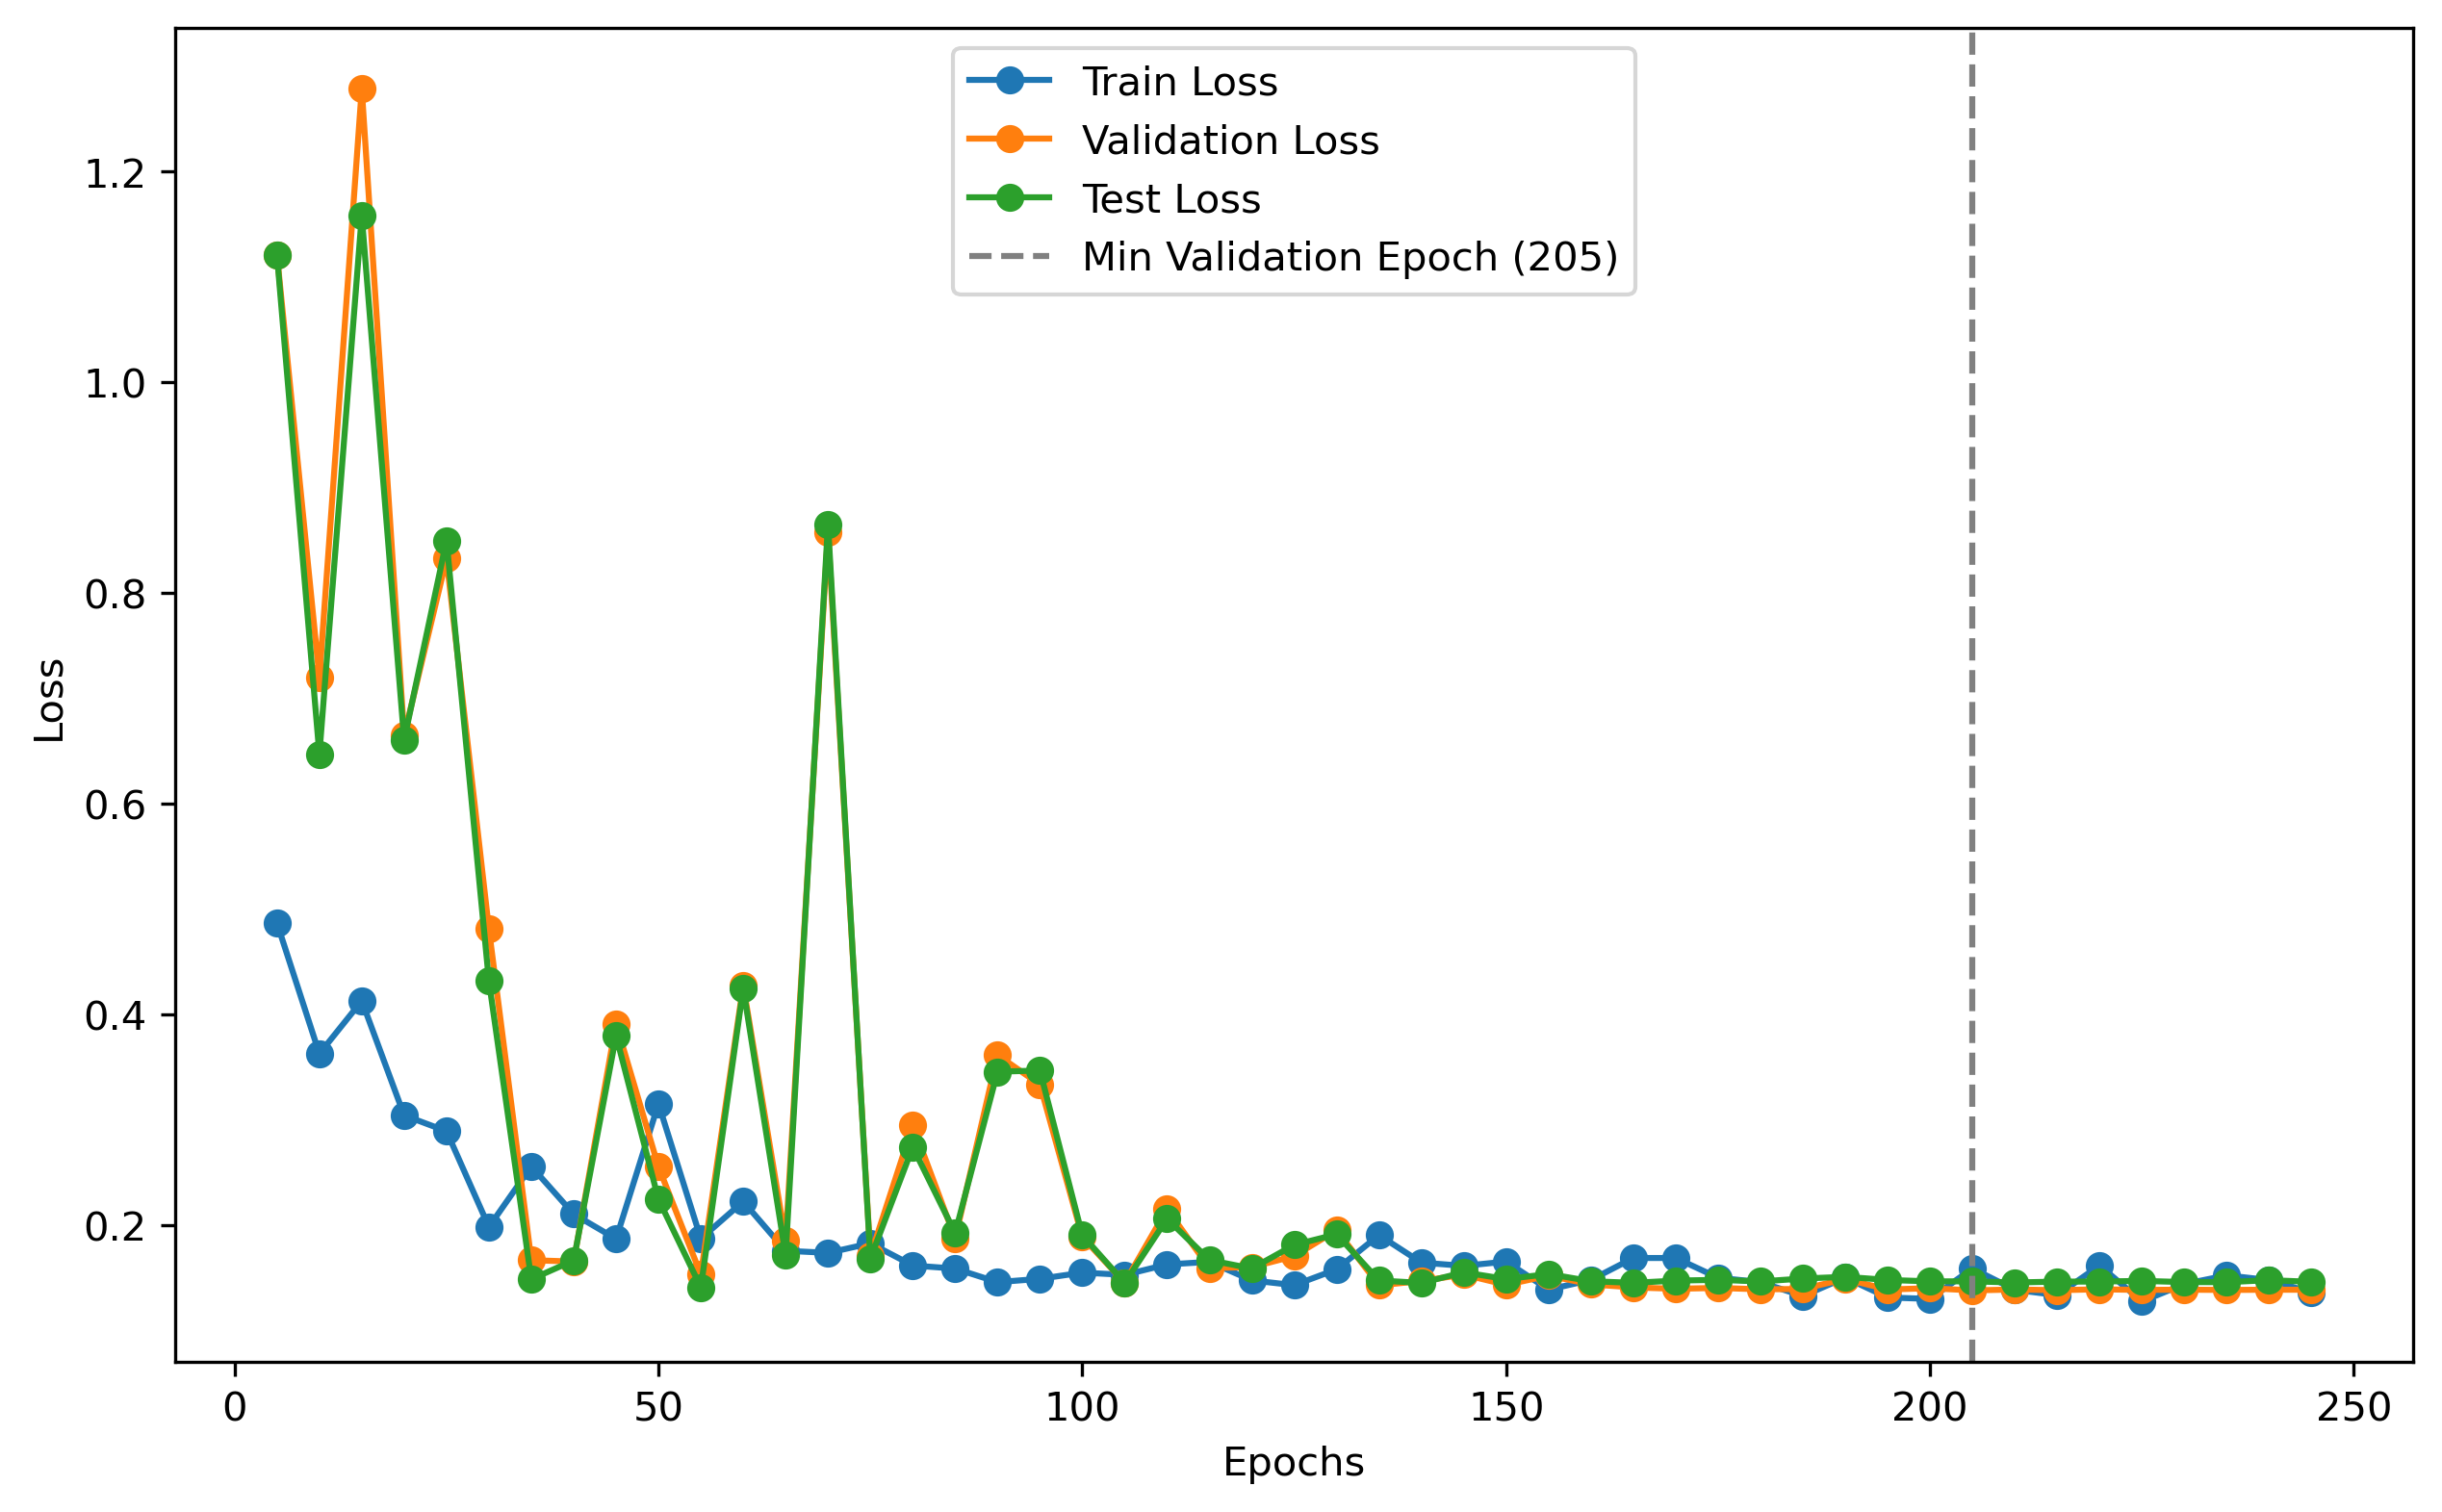 Train Loss
Validation Loss
Test Loss
Min Validation Epoch (205)
1.2
1.0
0.8
0.6
0.4
0.2
Loss
0 50 100 150 200 250
Epochs